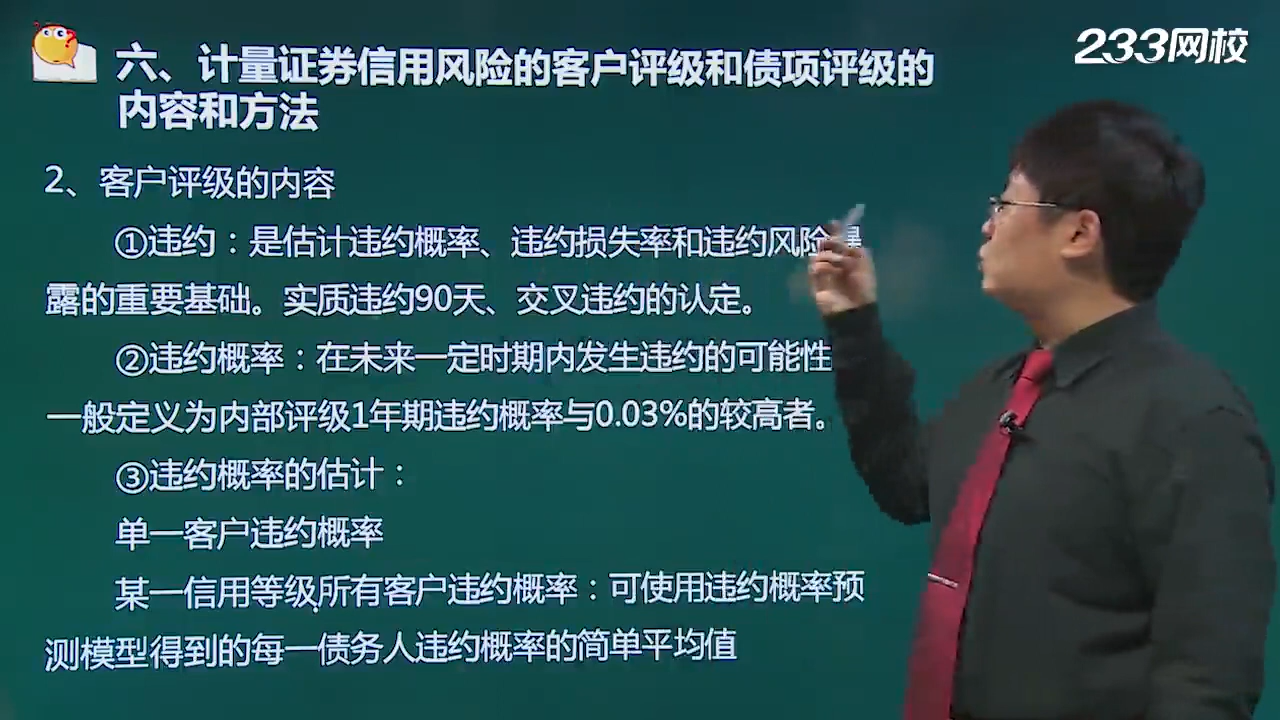 233网校
六、计量证券信用风险的客户评级和债项评级的
内容和方法
2、客户评级的内容
①违约：是估计违约概率、违约损失率和违约风险暴
露的重要基础。实质违约90天、交叉违约的认定。
②违约概率：在未来一定时期内发生违约的可能性
一般定义为内部评级1年期违约概率与0.03%的较高者。
③违约概率的估计：
单一客户违约概率
某一信用等级所有客户违约概率：可使用违约概率预
测模型得到的每一债务人违约概率的简单平均值